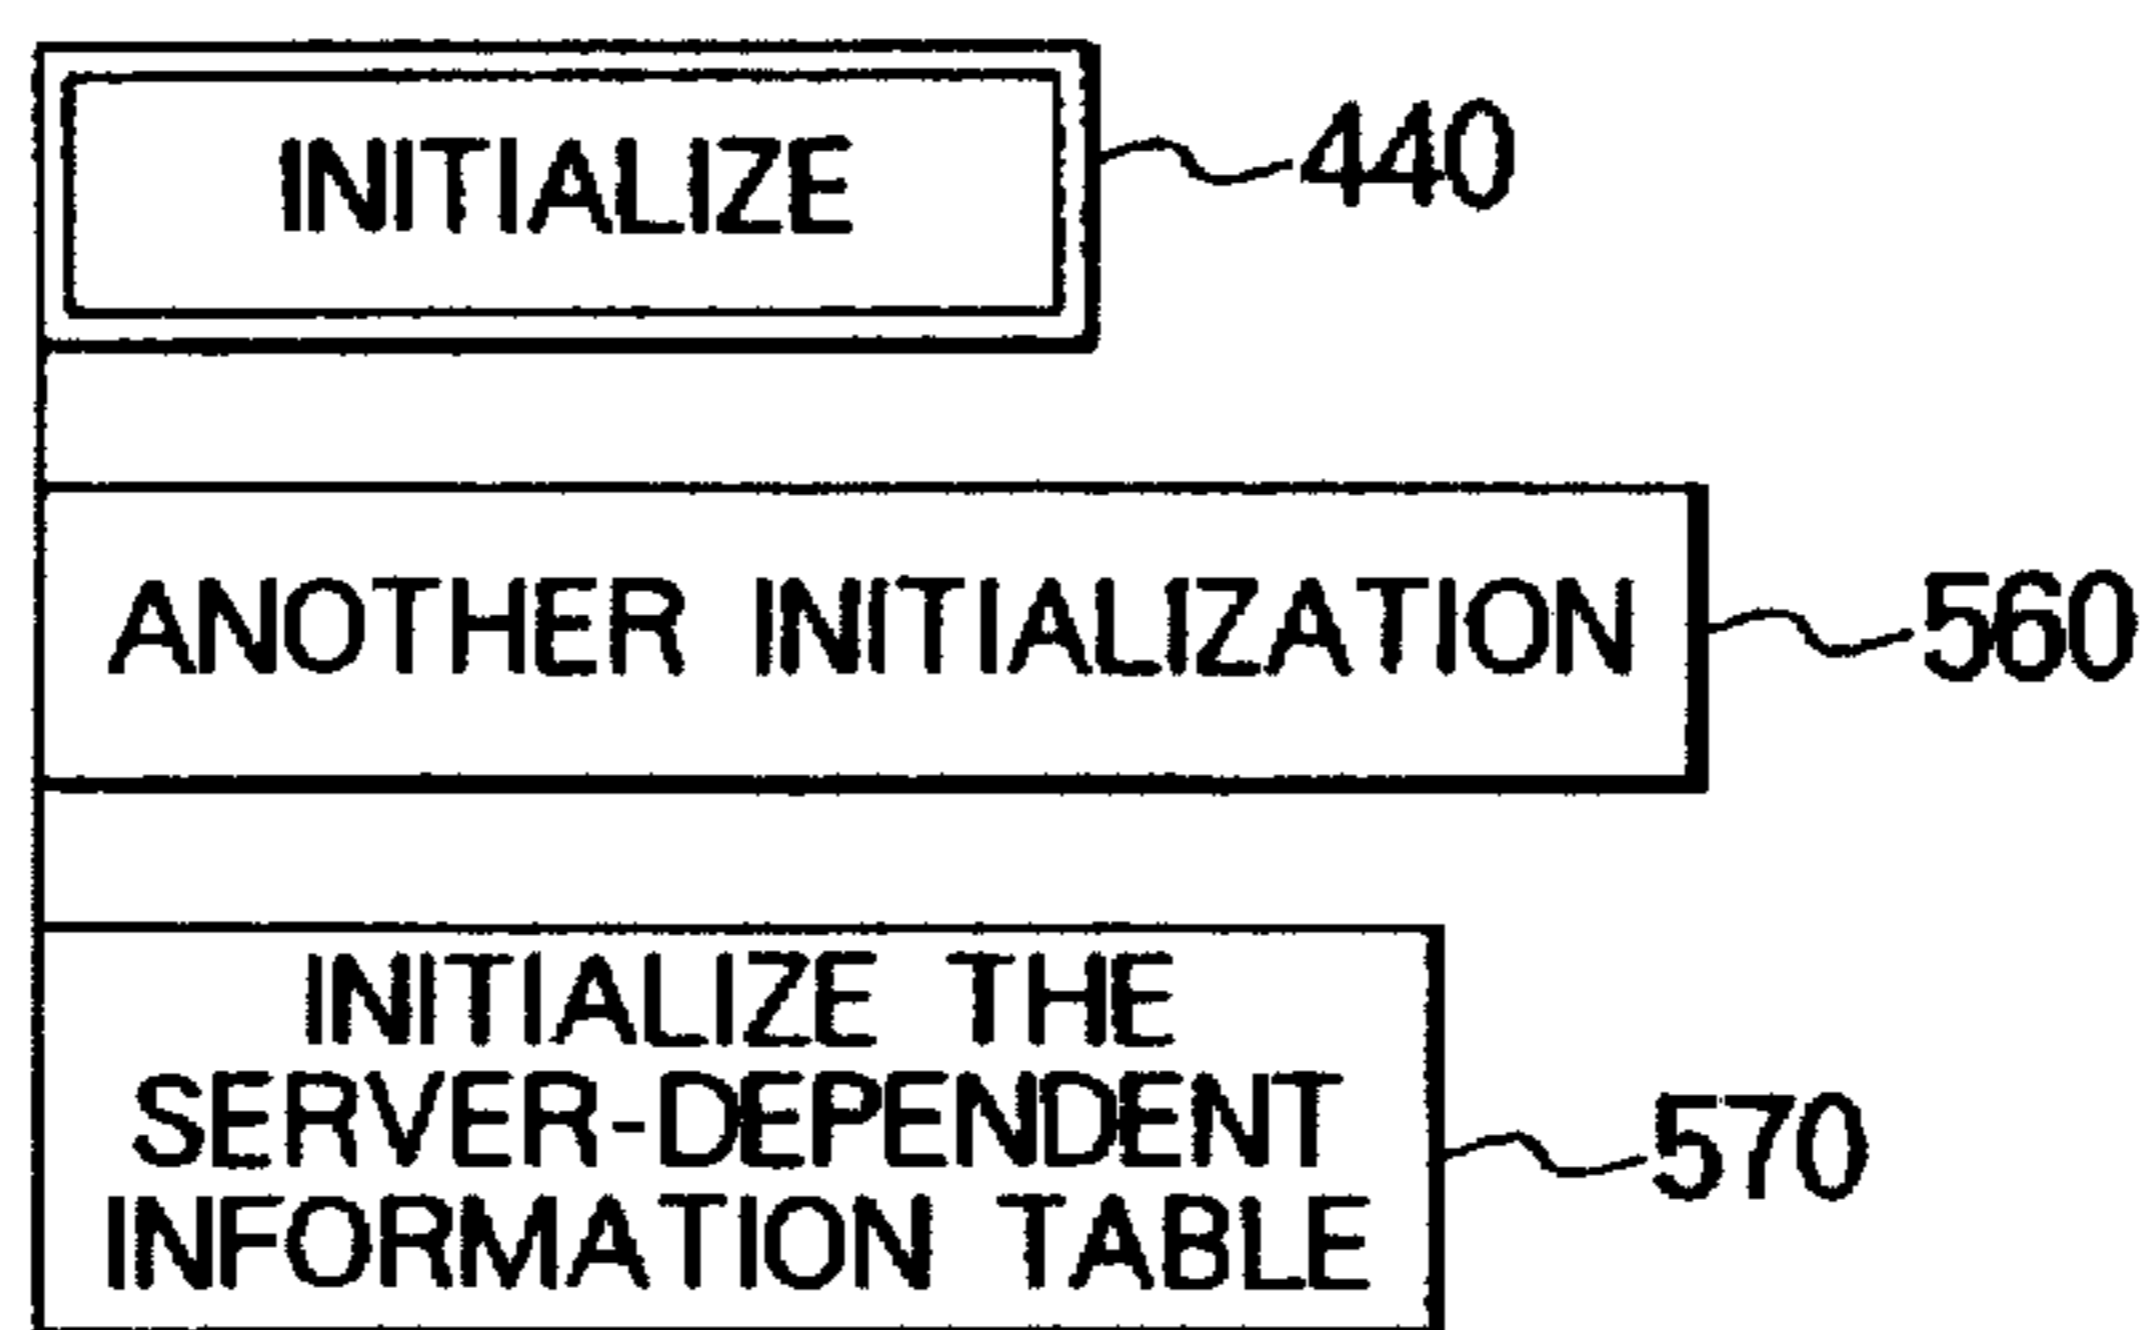 INITIALIZE
440
ANOTHER INITIALIZATION
560
INITIALIZE THE
SERVER-DEPENDENT
INFORMATION TABLE
570